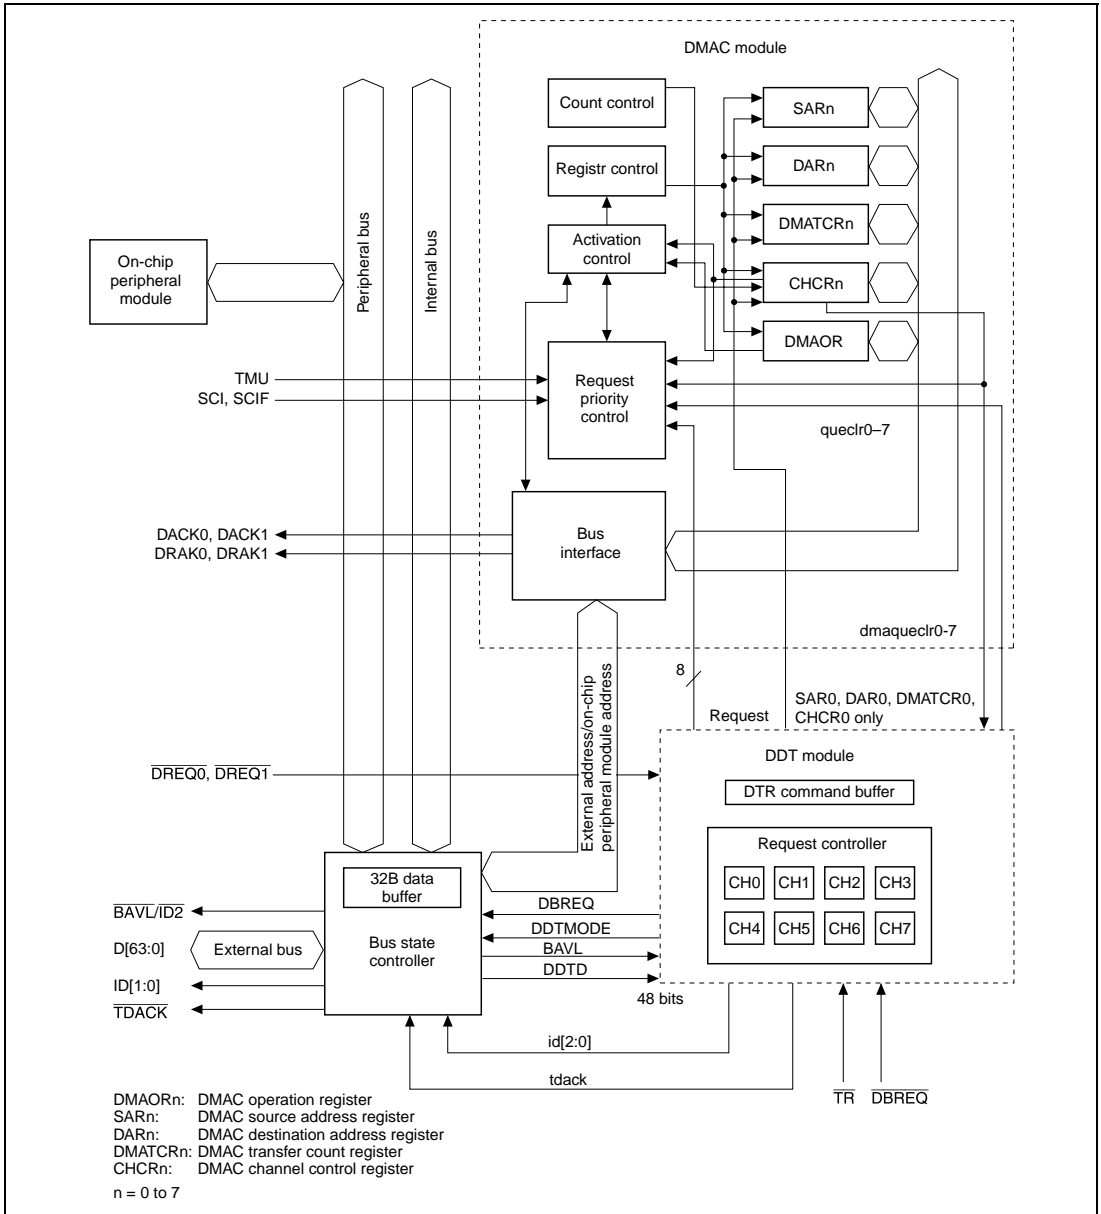 DMAC module
Count control
SARn
Registr control
DARn
DMATCRn
Activation
control
On-chip
peripheral
module
Peripheral bus
Internal bus
CHCRn
DMAOR
TMU
SCI, SCIF
Request
priority
control
queclr0–7
DACK0, DACK1
DRAK0, DRAK1
Bus
interface
dmaqueclr0-7
External address/on-chip
peripheral module address
8
Request
SAR0, DAR0, DMATCR0,
CHCR0 only
DREQ0, DREQ1
DDT module
DTR command buffer
Request controller
CH0 CH1 CH2 CH3
CH4 CH5 CH6 CH7
32B data
buffer
Bus state
controller
BAVL/ID2
D[63:0]
External bus
ID[1:0]
TDACK
DBREQ
DDTMODE
BAVL
DDTD
48 bits
id[2:0]
tdack
TR
DBREQ
DMAORn: DMAC operation register
SARn: DMAC source address register
DARn: DMAC destination address register
DMATCRn: DMAC transfer count register
CHCRn: DMAC channel control register
n = 0 to 7